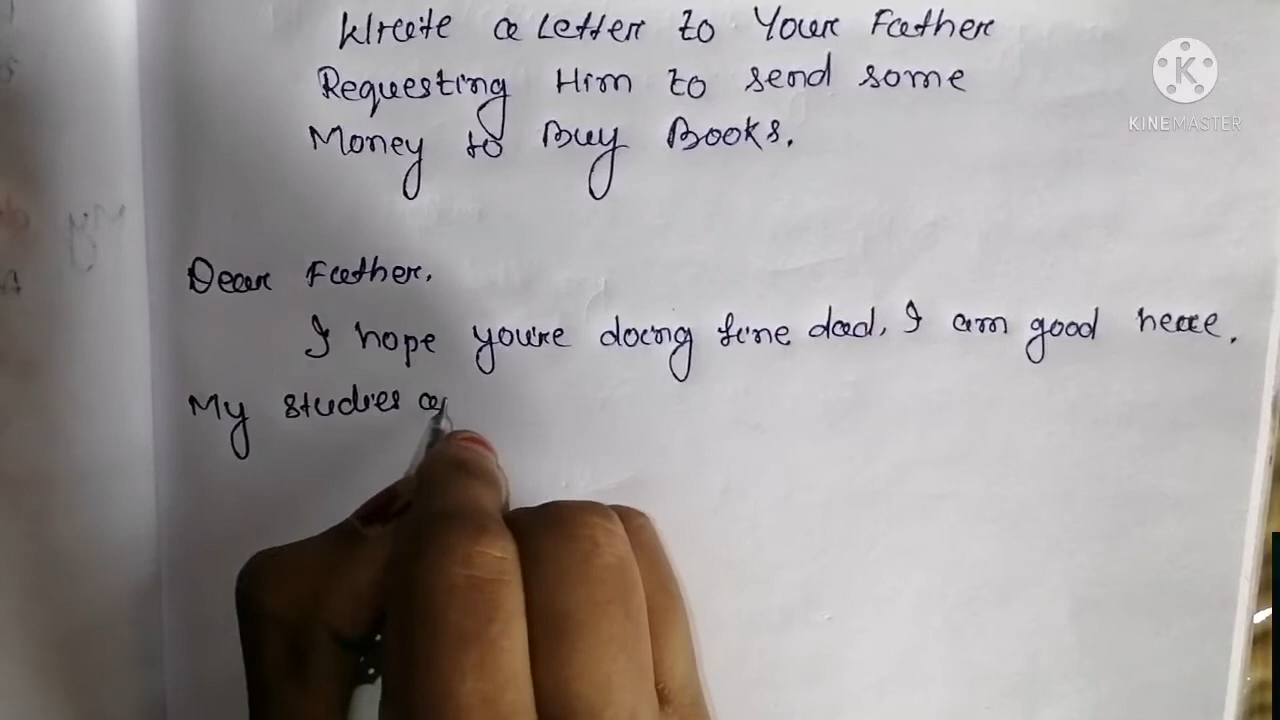 Write a Letter to Your Father
Requesting Him to send some
Money to Buy Books.
Dear Father,
I hope you're doing fine dad, I am good here.
My studies a
K
KINEMASTER